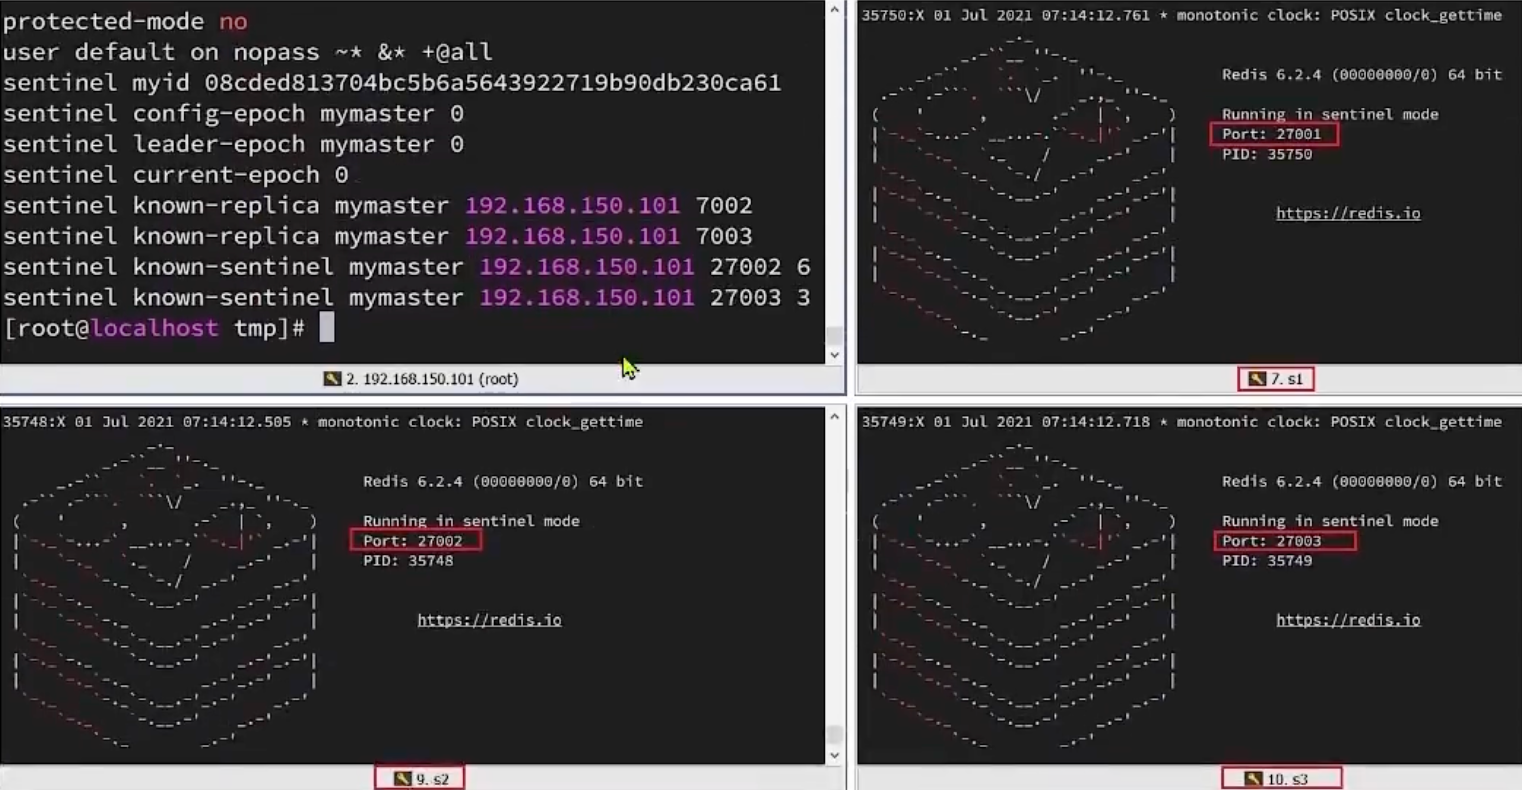 protected-mode no
user default on nopass ~* &* +@all
sentinel myid 08cded813704bc5b6a5643922719b90db230ca61
sentinel config-epoch mymaster 0
sentinel leader-epoch mymaster 0
sentinel current-epoch 0
sentinel known-replica mymaster 192.168.150.101 7002
sentinel known-replica mymaster 192.168.150.101 7003
sentinel known-sentinel mymaster 192.168.150.101 27002 6
sentinel known-sentinel mymaster 192.168.150.101 27003 3
[root@localhost tmp]#
2. 192.168.150.101 (root)
35750:X 01 Jul 2021 07:14:12.761 * monotonic clock: POSIX clock_gettime
Redis 6.2.4 (00000000/0) 64 bit
Running in sentinel mode
Port: 27001
PID: 35750
https://redis.io
7. s1
35748:X 01 Jul 2021 07:14:12.505 * monotonic clock: POSIX clock_gettime
Redis 6.2.4 (00000000/0) 64 bit
Running in sentinel mode
Port: 27002
PID: 35748
https://redis.io
9. s2
35749:X 01 Jul 2021 07:14:12.718 * monotonic clock: POSIX clock_gettime
Redis 6.2.4 (00000000/0) 64 bit
Running in sentinel mode
Port: 27003
PID: 35749
https://redis.io
10. s3